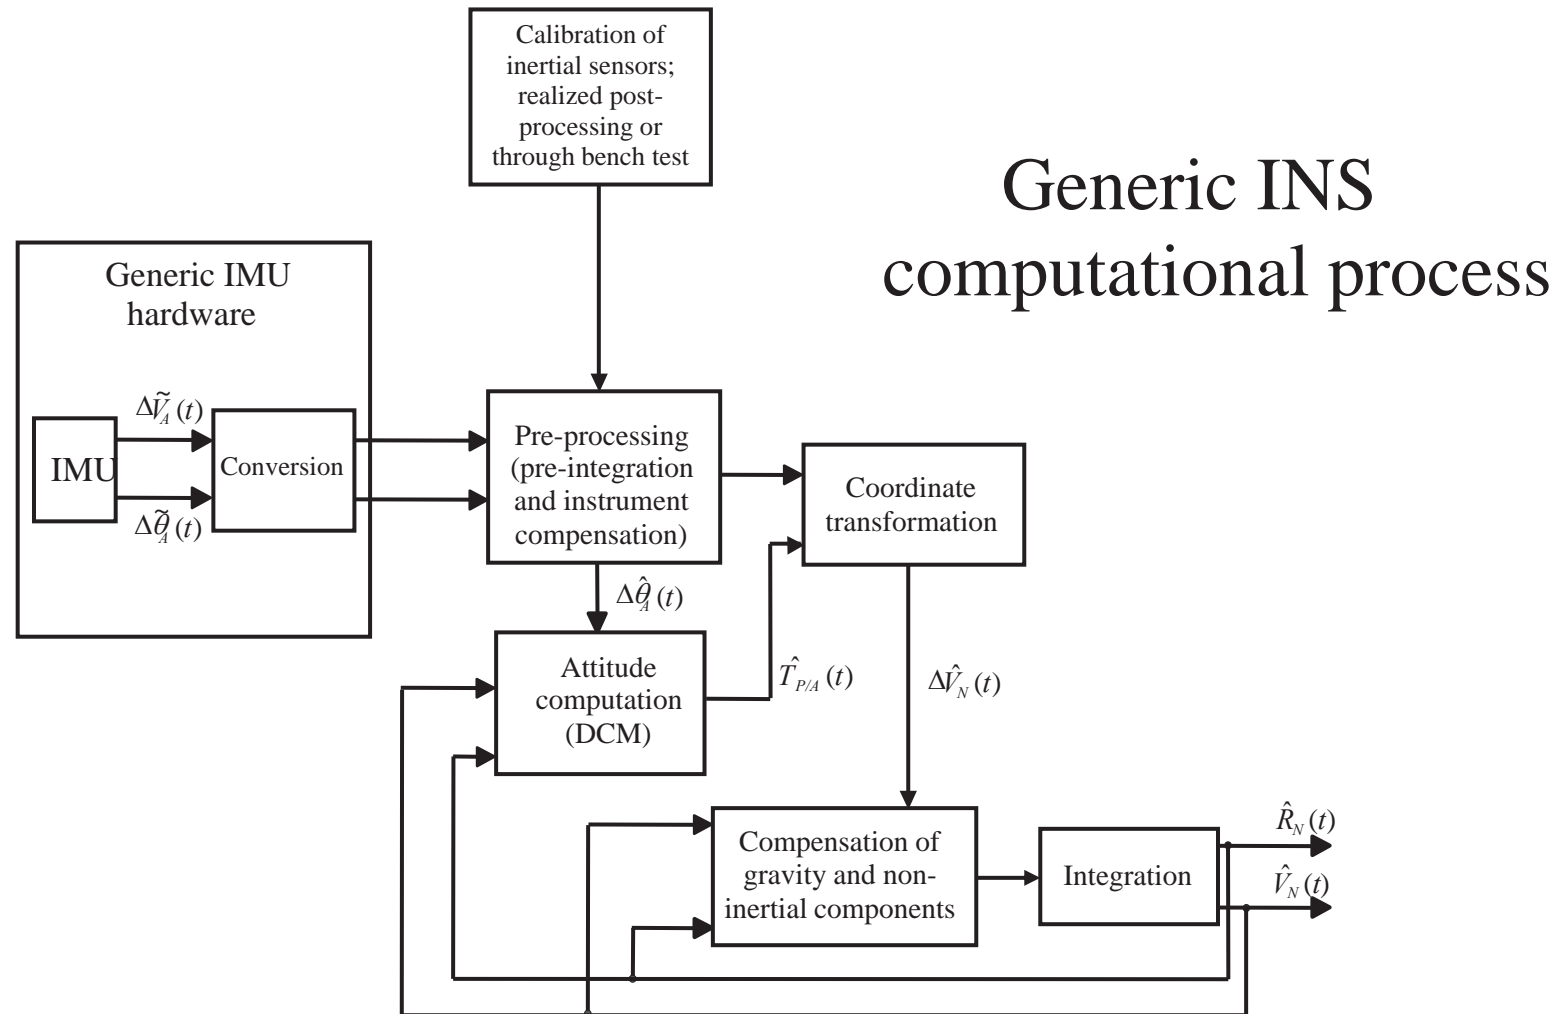 Calibration of
inertial sensors;
realized post-
processing or
through bench test
Generic INS
computational process
Generic IMU
hardware
ΔṼ_A(t)
IMU
Conversion
Δθ̃_A(t)
Pre-processing
(pre-integration
and instrument
compensation)
Coordinate
transformation
Δθ̂_A(t)
Attitude
computation
(DCM)
T̂_P/A(t)
ΔV̂_N(t)
Compensation of
gravity and non-
inertial components
Integration
R̂_N(t)
V̂_N(t)